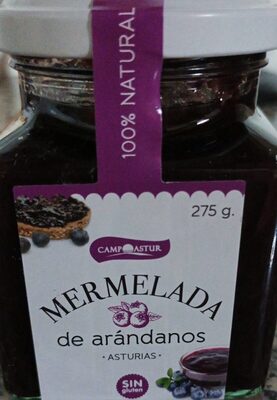 100% NATURAL
275 g.
CAMPOASTUR
MERMELADA
de arándanos
• ASTURIAS •
SIN
gluten